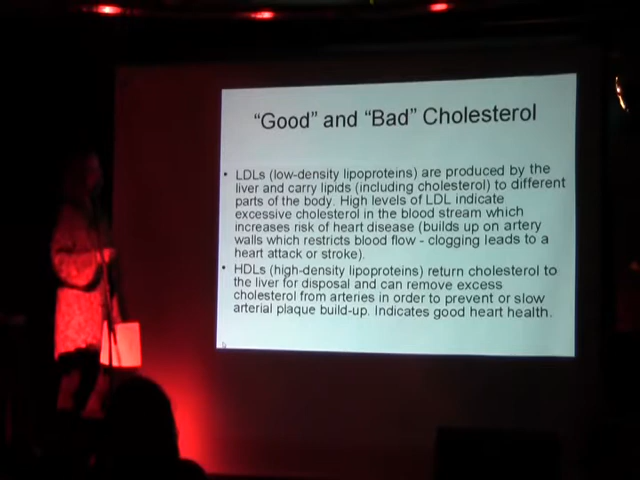 “Good” and “Bad” Cholesterol
• LDLs (low-density lipoproteins) are produced by the
liver and carry lipids (including cholesterol) to different
parts of the body. High levels of LDL indicate
excessive cholesterol in the blood stream which
increases risk of heart disease (builds up on artery
walls which restricts blood flow - clogging leads to a
heart attack or stroke).
• HDLs (high-density lipoproteins) return cholesterol to
the liver for disposal and can remove excess
cholesterol from arteries in order to prevent or slow
arterial plaque build-up. Indicates good heart health.